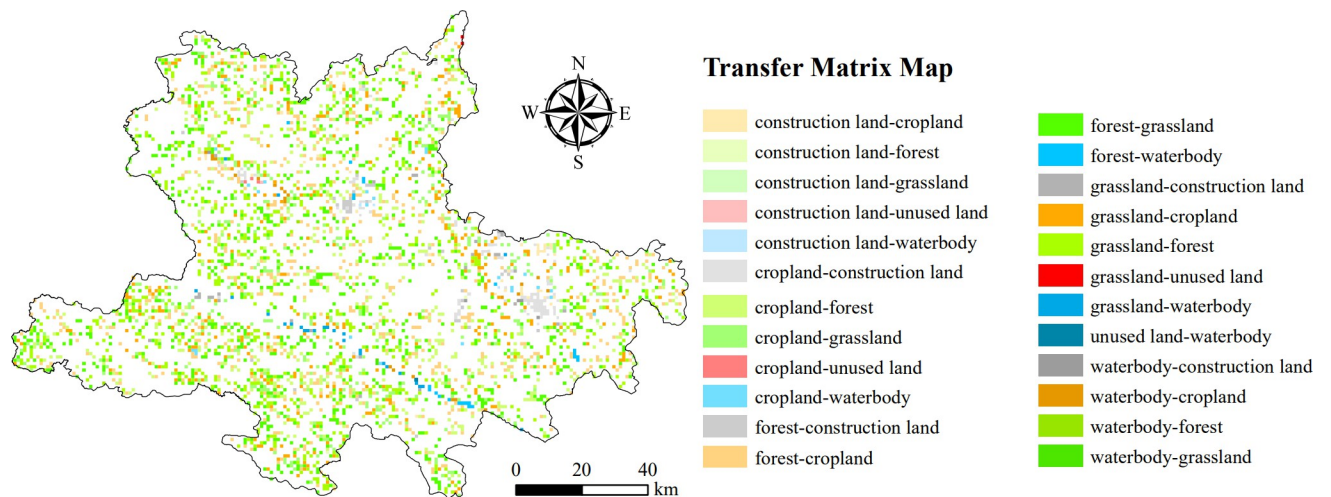 N
W E
S
0 20 40
km
Transfer Matrix Map
construction land-cropland
construction land-forest
construction land-grassland
construction land-unused land
construction land-waterbody
cropland-construction land
cropland-forest
cropland-grassland
cropland-unused land
cropland-waterbody
forest-construction land
forest-cropland
forest-grassland
forest-waterbody
grassland-construction land
grassland-cropland
grassland-forest
grassland-unused land
grassland-waterbody
unused land-waterbody
waterbody-construction land
waterbody-cropland
waterbody-forest
waterbody-grassland